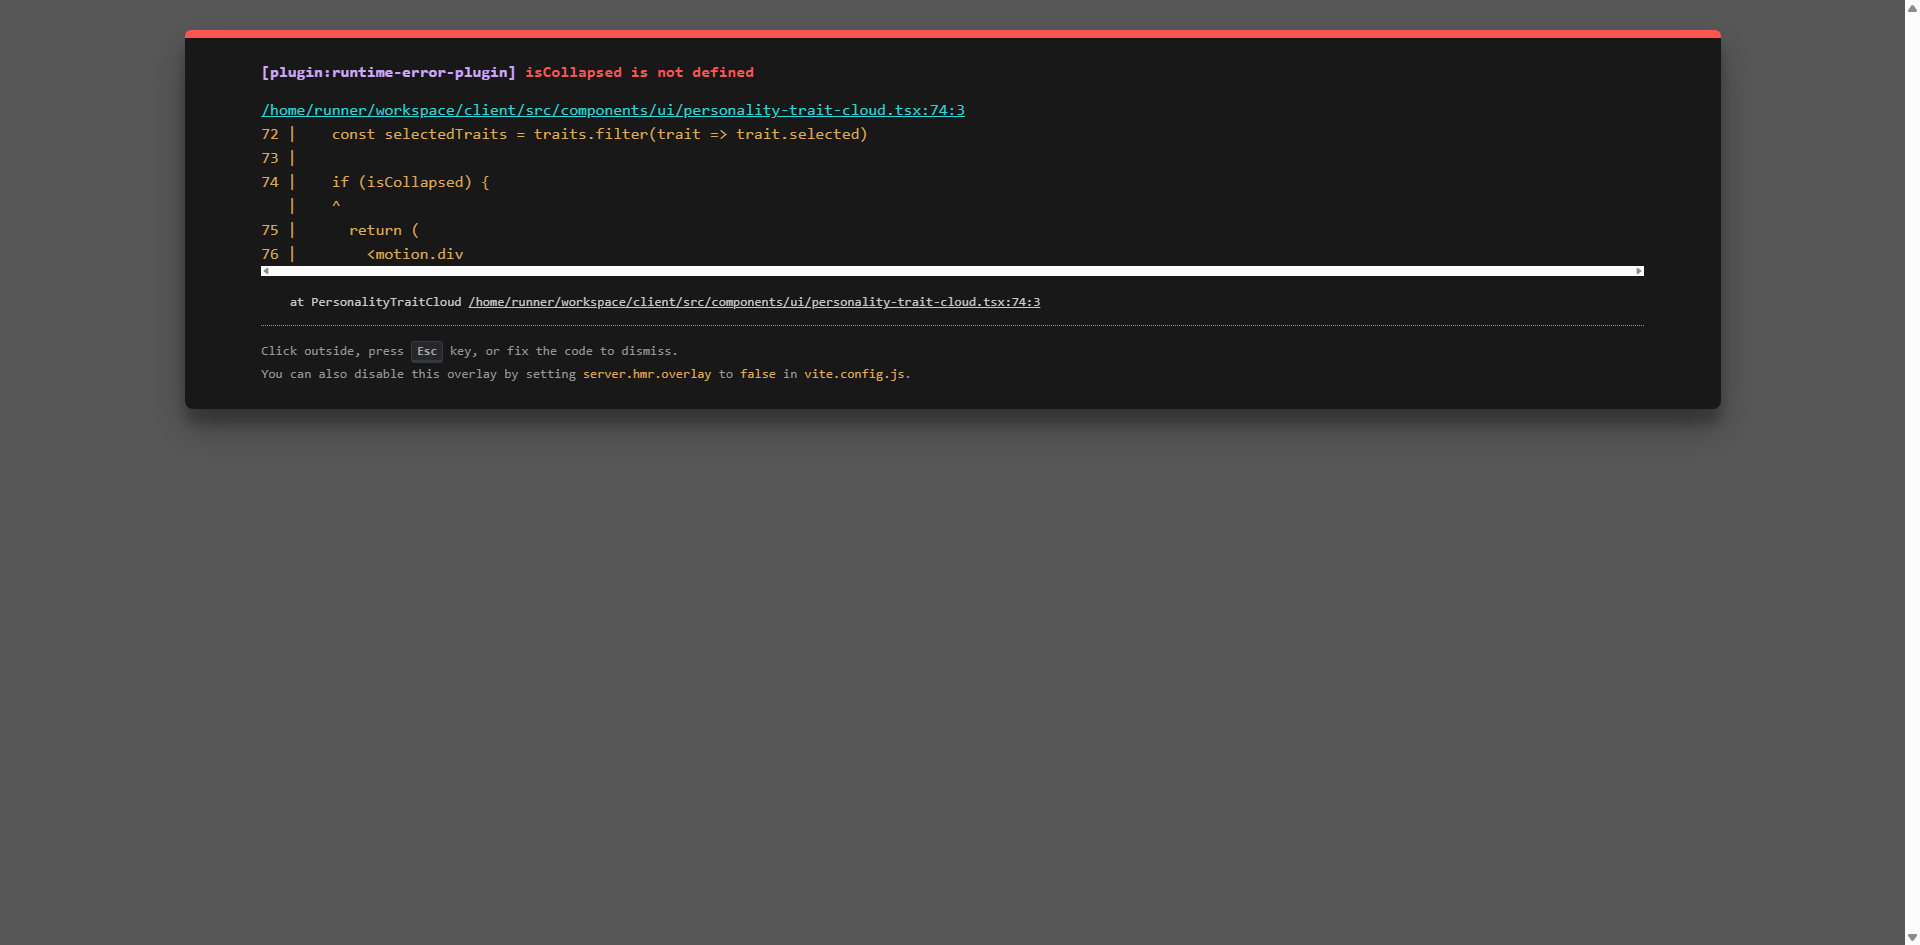 [plugin:runtime-error-plugin] isCollapsed is not defined
/home/runner/workspace/client/src/components/ui/personality-trait-cloud.tsx:74:3
72 |    const selectedTraits = traits.filter(trait => trait.selected)
73 |
74 |    if (isCollapsed) {
   |    ^
75 |      return (
76 |        <motion.div
at PersonalityTraitCloud /home/runner/workspace/client/src/components/ui/personality-trait-cloud.tsx:74:3
Click outside, press Esc key, or fix the code to dismiss.
You can also disable this overlay by setting server.hmr.overlay to false in vite.config.js.